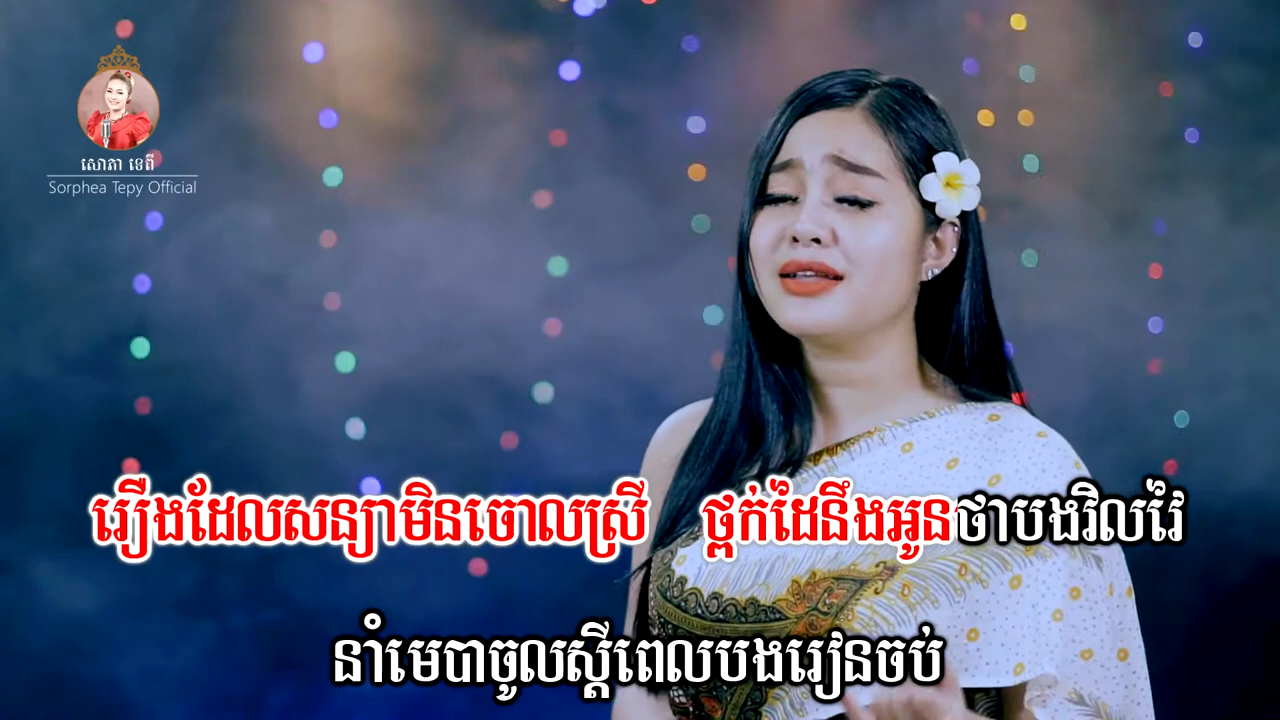 សោភា ទេពី
Sorphea Tepy Official
រឿងដែលសន្យាមិនចោលស្រី ថ្ពក់ដៃនឹងអូនថាបងវិលវ៉ៃ
នាំមេបាចូលស្ដីពេលបងរៀនចប់